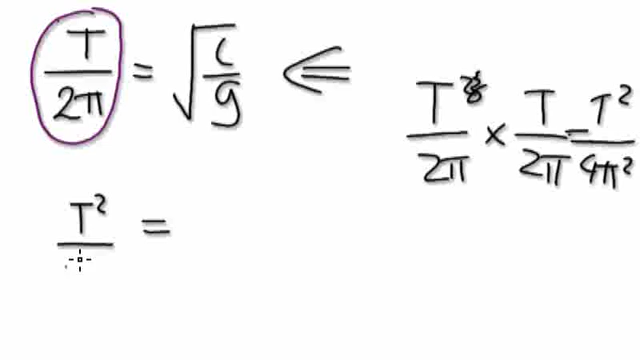 T/2π = √(l/g) ⇐
T/2π × T/2π = T²/4π²
T² =